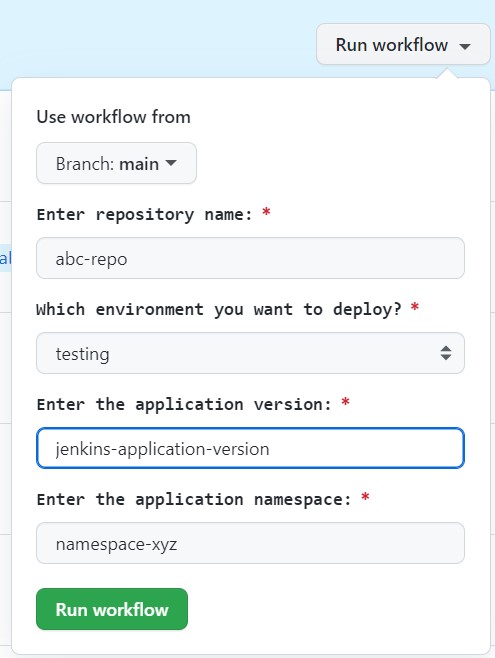 Run workflow
Use workflow from
Branch: main
Enter repository name: *
al
abc-repo
Which environment you want to deploy? *
testing
Enter the application version: *
jenkins-application-version
Enter the application namespace: *
namespace-xyz
Run workflow